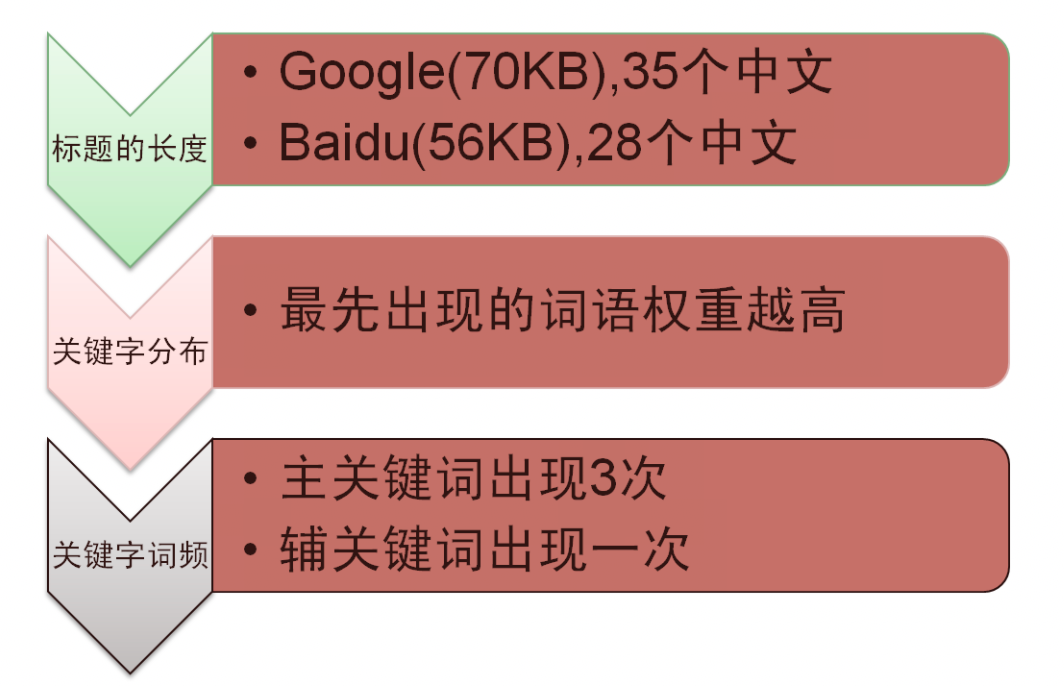 标题的长度
• Google(70KB),35个中文
• Baidu(56KB),28个中文
关键字分布
• 最先出现的词语权重越高
关键字词频
• 主关键词出现3次
• 辅关键词出现一次